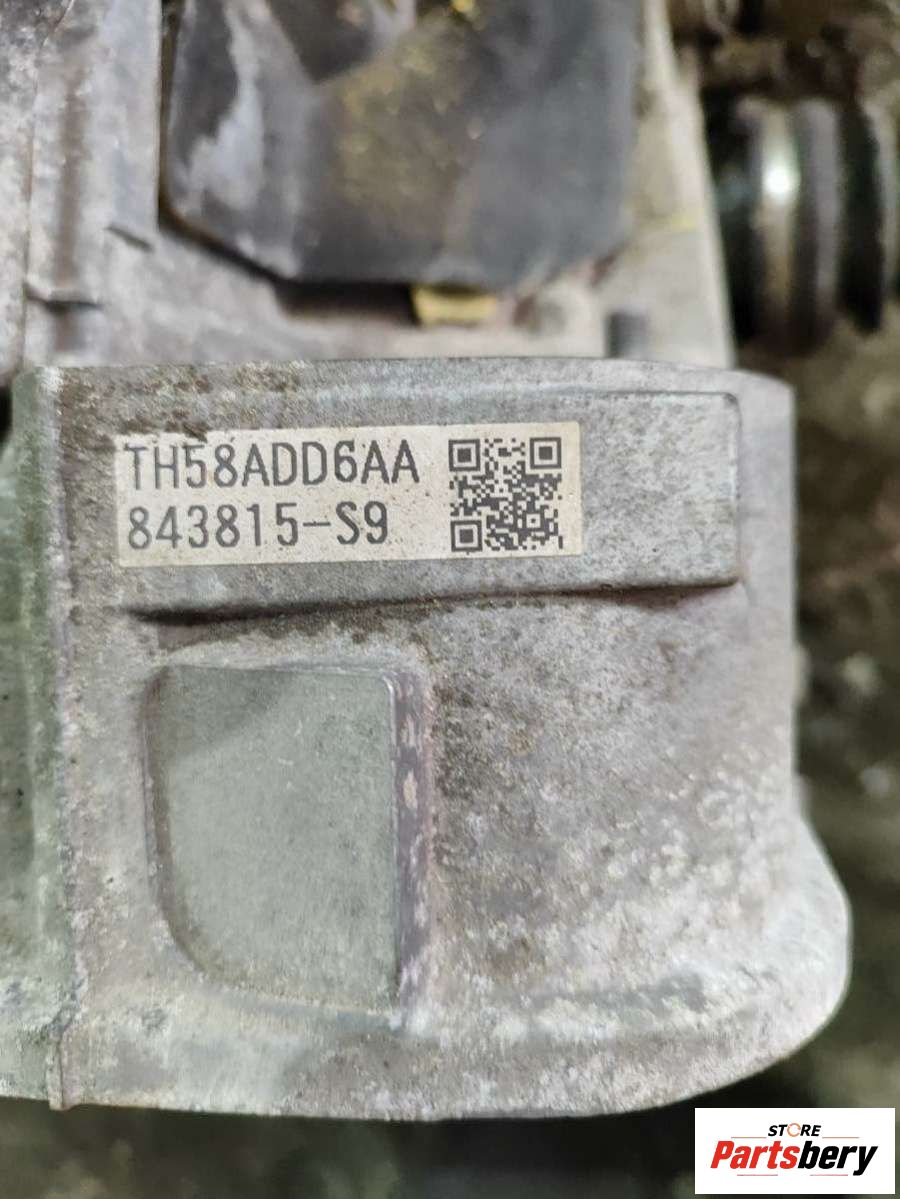 TH58ADD6AA
843815-S9
STORE
Partsbery